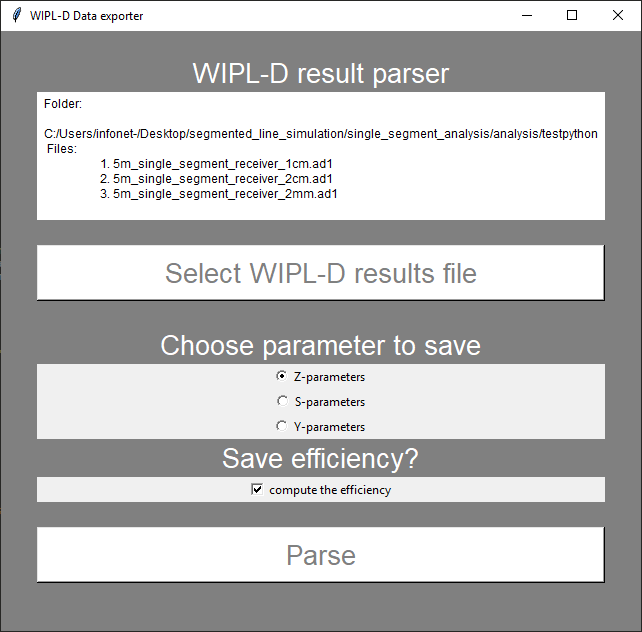 WIPL-D Data exporter
WIPL-D result parser
Folder:
C:/Users/infonet-/Desktop/segmented_line_simulation/single_segment_analysis/analysis/testpython
Files:
1. 5m_single_segment_receiver_1cm.ad1
2. 5m_single_segment_receiver_2cm.ad1
3. 5m_single_segment_receiver_2mm.ad1
Select WIPL-D results file
Choose parameter to save
Z-parameters
S-parameters
Y-parameters
Save efficiency?
compute the efficiency
Parse